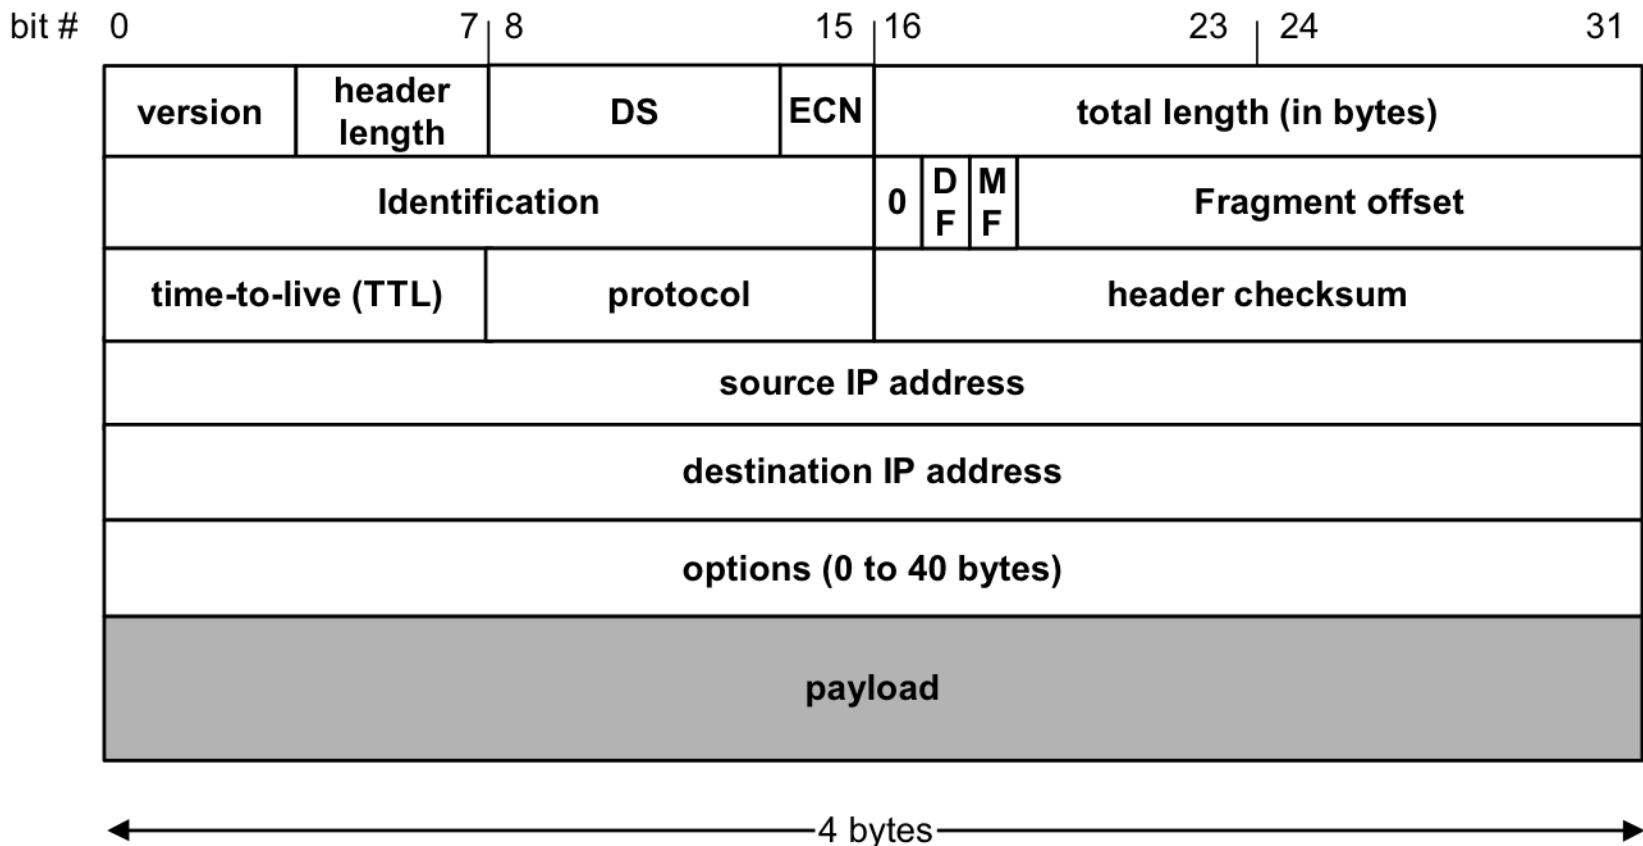 bit # 0 7 8 15 16 23 24 31
version header length DS ECN total length (in bytes)
Identification 0 DF MF Fragment offset
time-to-live (TTL) protocol header checksum
source IP address
destination IP address
options (0 to 40 bytes)
payload
4 bytes